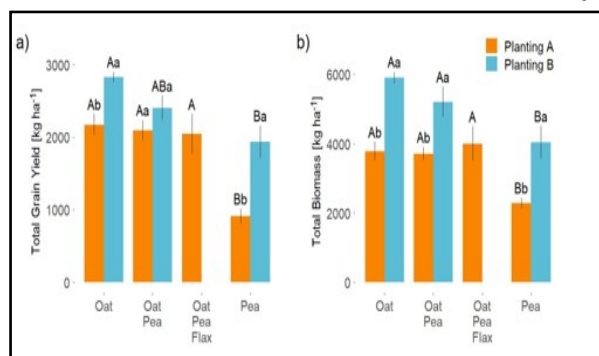 a)
Total Grain Yield [kg ha⁻¹]
3000
2000
1000
0
Ab
Aa
Aa
ABa
A
Bb
Ba
Oat
Oat
Pea
Oat
Pea
Flax
Pea
b)
Planting A
Planting B
Total Biomass [kg ha⁻¹]
6000
4000
2000
0
Ab
Aa
Ab
Aa
A
Bb
Ba
Oat
Oat
Pea
Oat
Pea
Flax
Pea